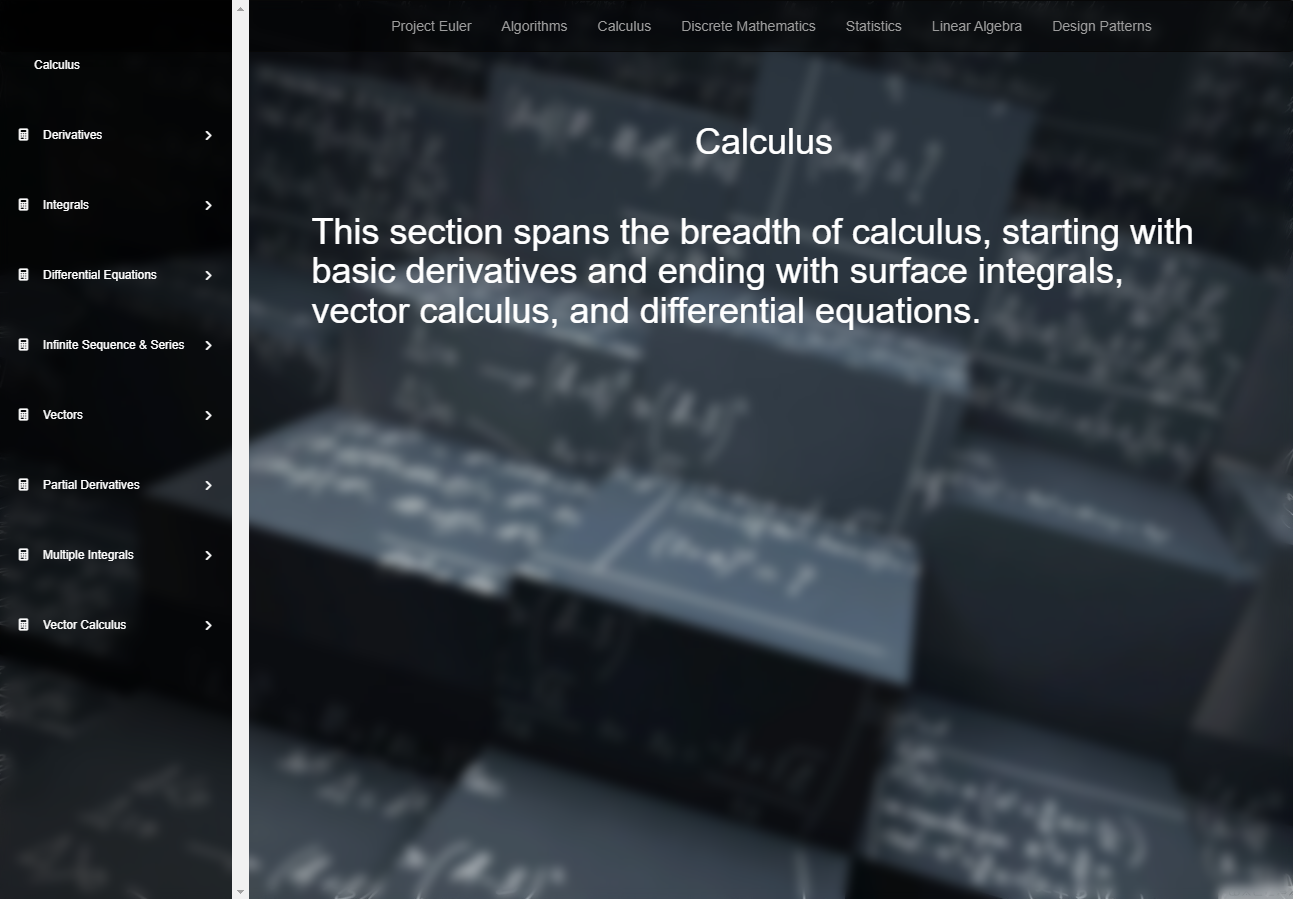 Project Euler Algorithms Calculus Discrete Mathematics Statistics Linear Algebra Design Patterns
Calculus
Derivatives
Integrals
Differential Equations
Infinite Sequence & Series
Vectors
Partial Derivatives
Multiple Integrals
Vector Calculus
Calculus
This section spans the breadth of calculus, starting with
basic derivatives and ending with surface integrals,
vector calculus, and differential equations.